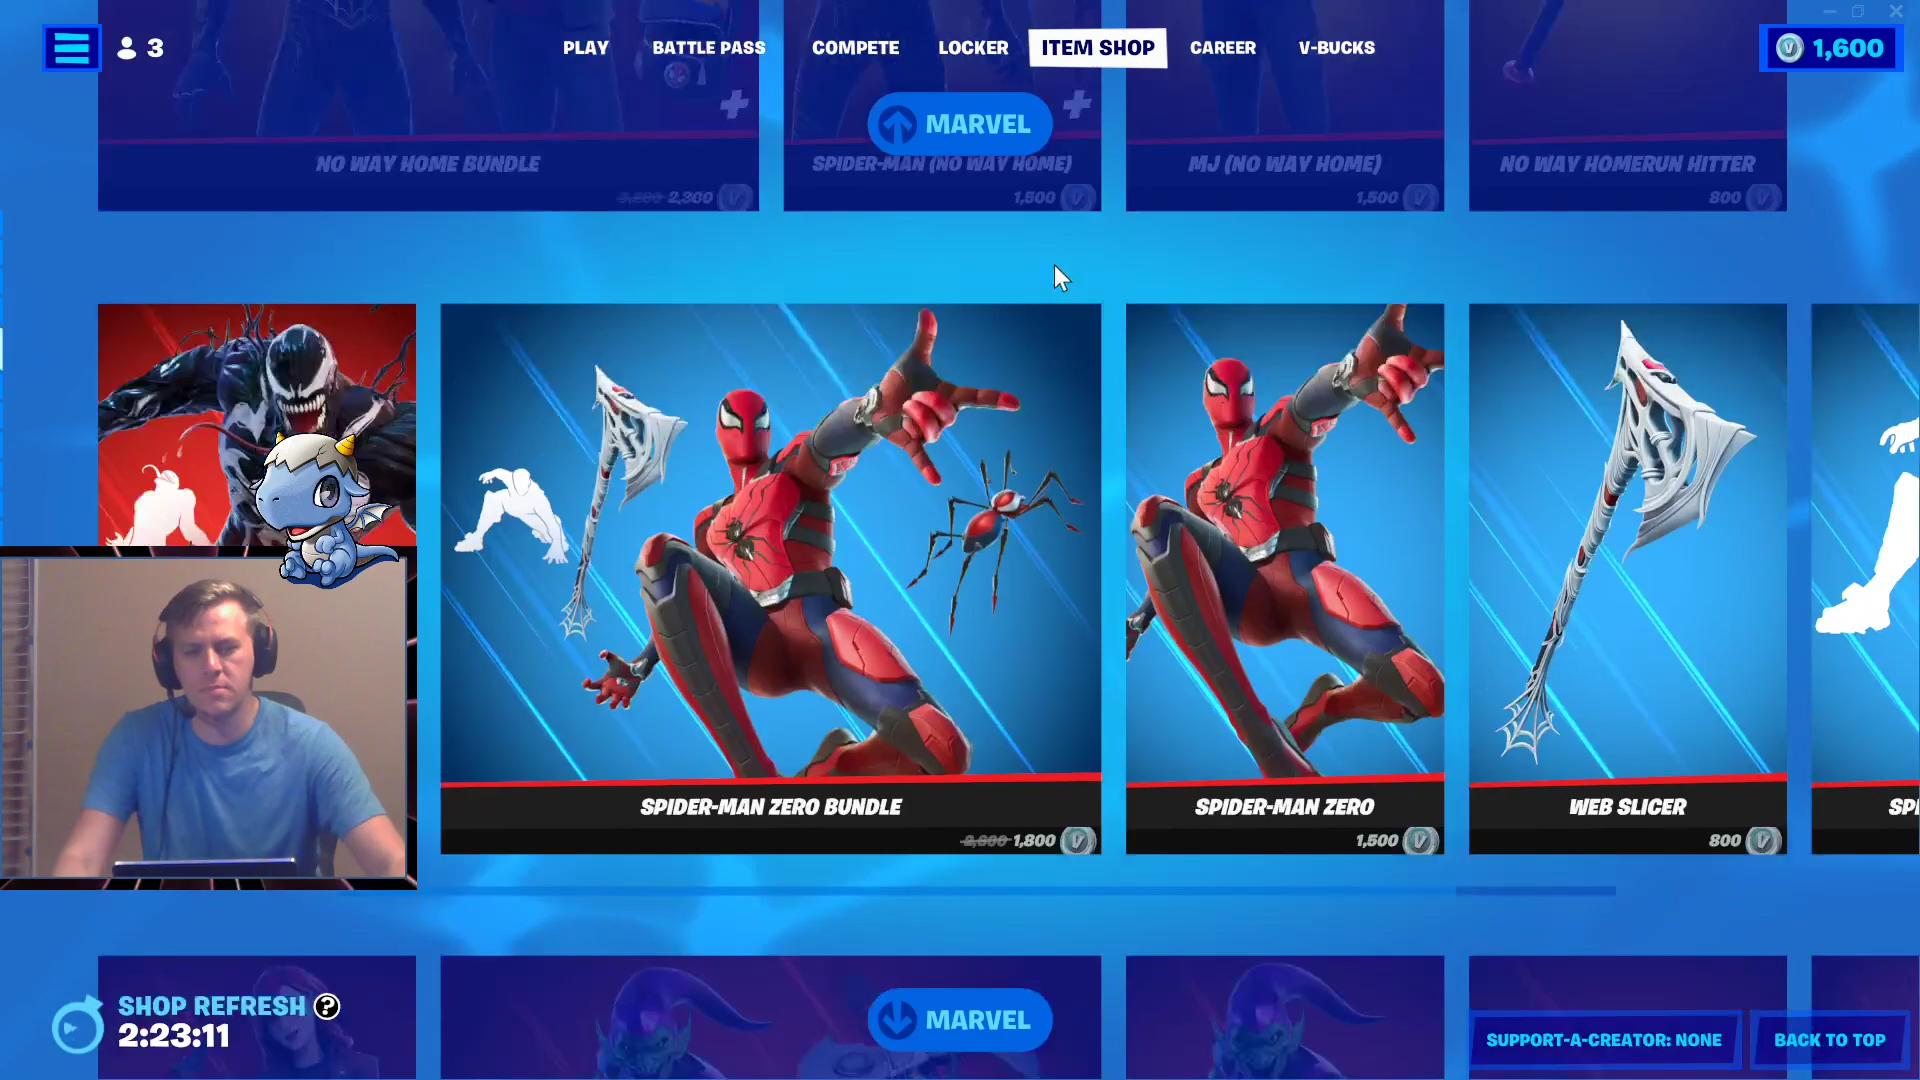 3
PLAY
BATTLE PASS
COMPETE
LOCKER
ITEM SHOP
CAREER
V-BUCKS
1,600
MARVEL
NO WAY HOME BUNDLE
2,300
SPIDER-MAN (NO WAY HOME)
1,500
MJ (NO WAY HOME)
1,500
NO WAY HOMERUN HITTER
800
SPIDER-MAN ZERO BUNDLE
2,600 1,800
SPIDER-MAN ZERO
1,500
WEB SLICER
800
SPI
SHOP REFRESH ?
2:23:11
MARVEL
SUPPORT-A-CREATOR: NONE
BACK TO TOP